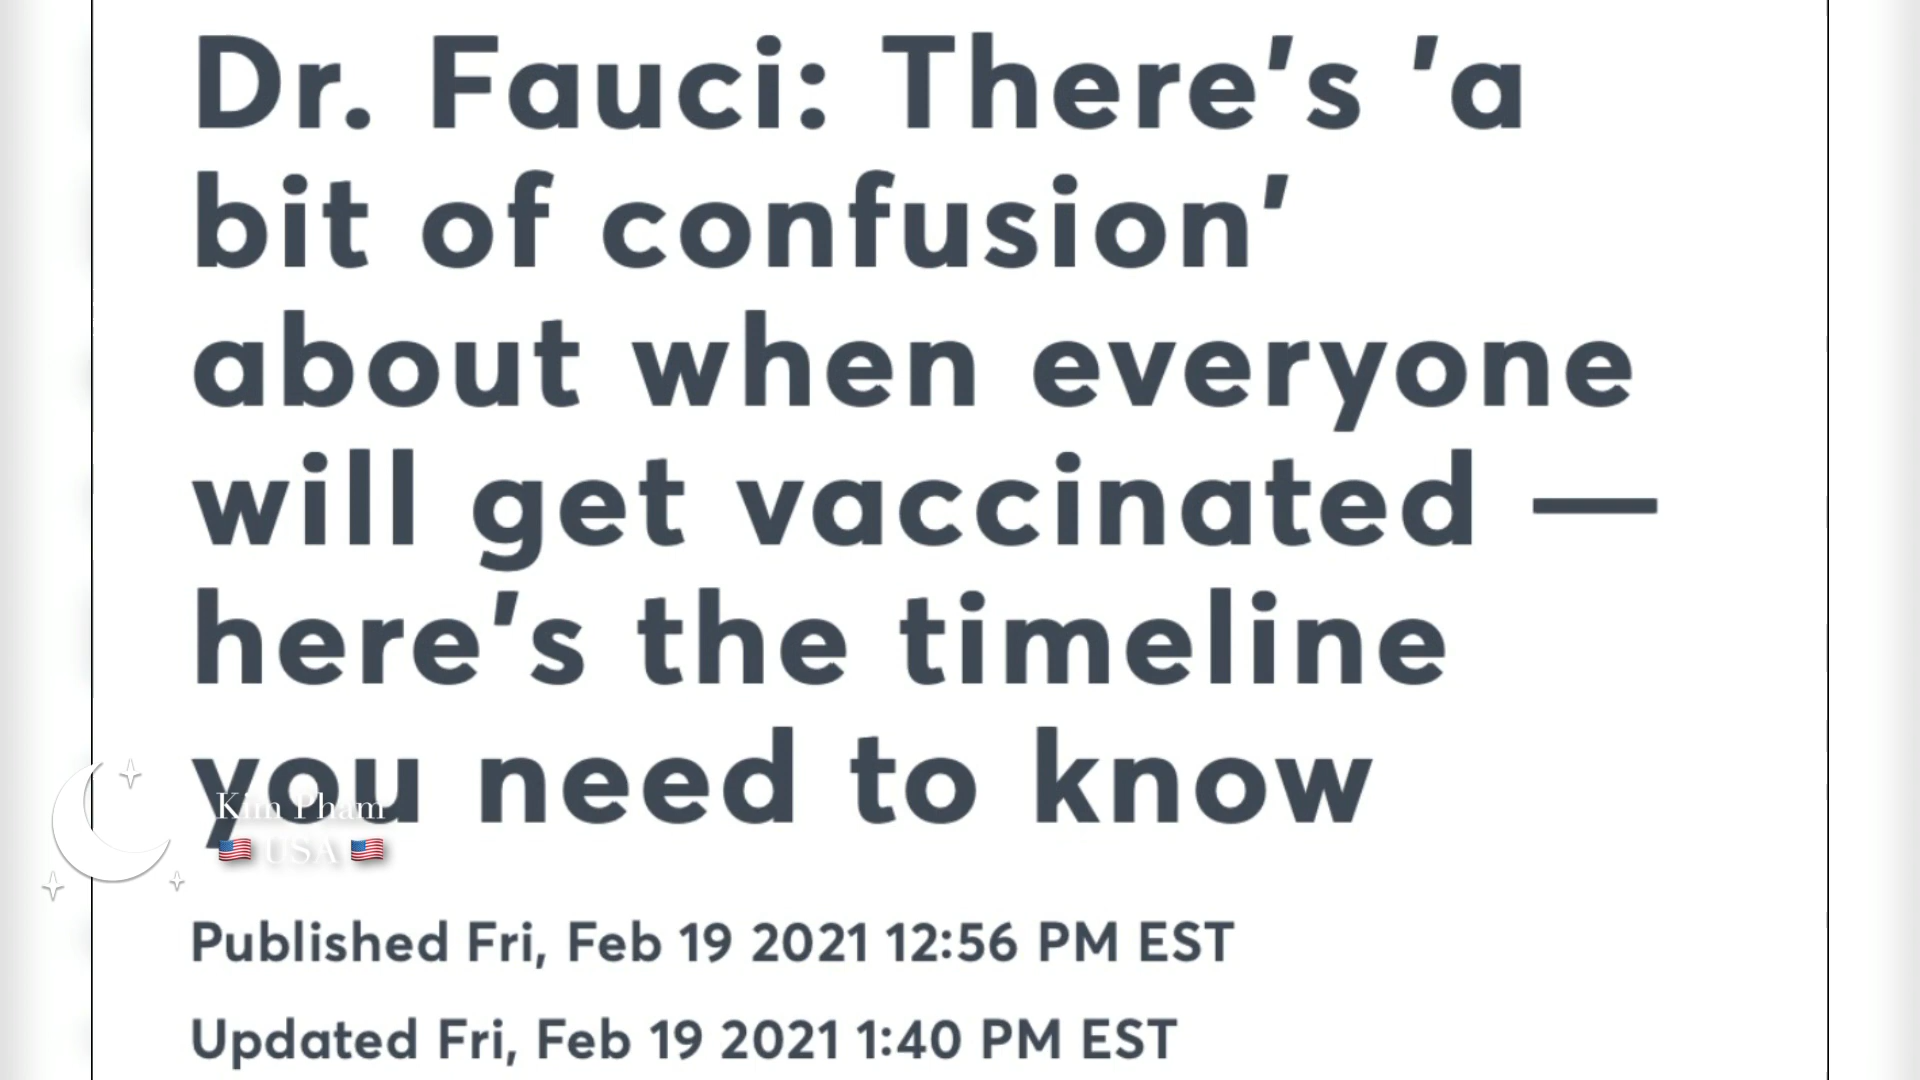 Dr. Fauci: There's 'a
bit of confusion'
about when everyone
will get vaccinated —
here's the timeline
you need to know
Kim Pham
USA
Published Fri, Feb 19 2021 12:56 PM EST
Updated Fri, Feb 19 2021 1:40 PM EST